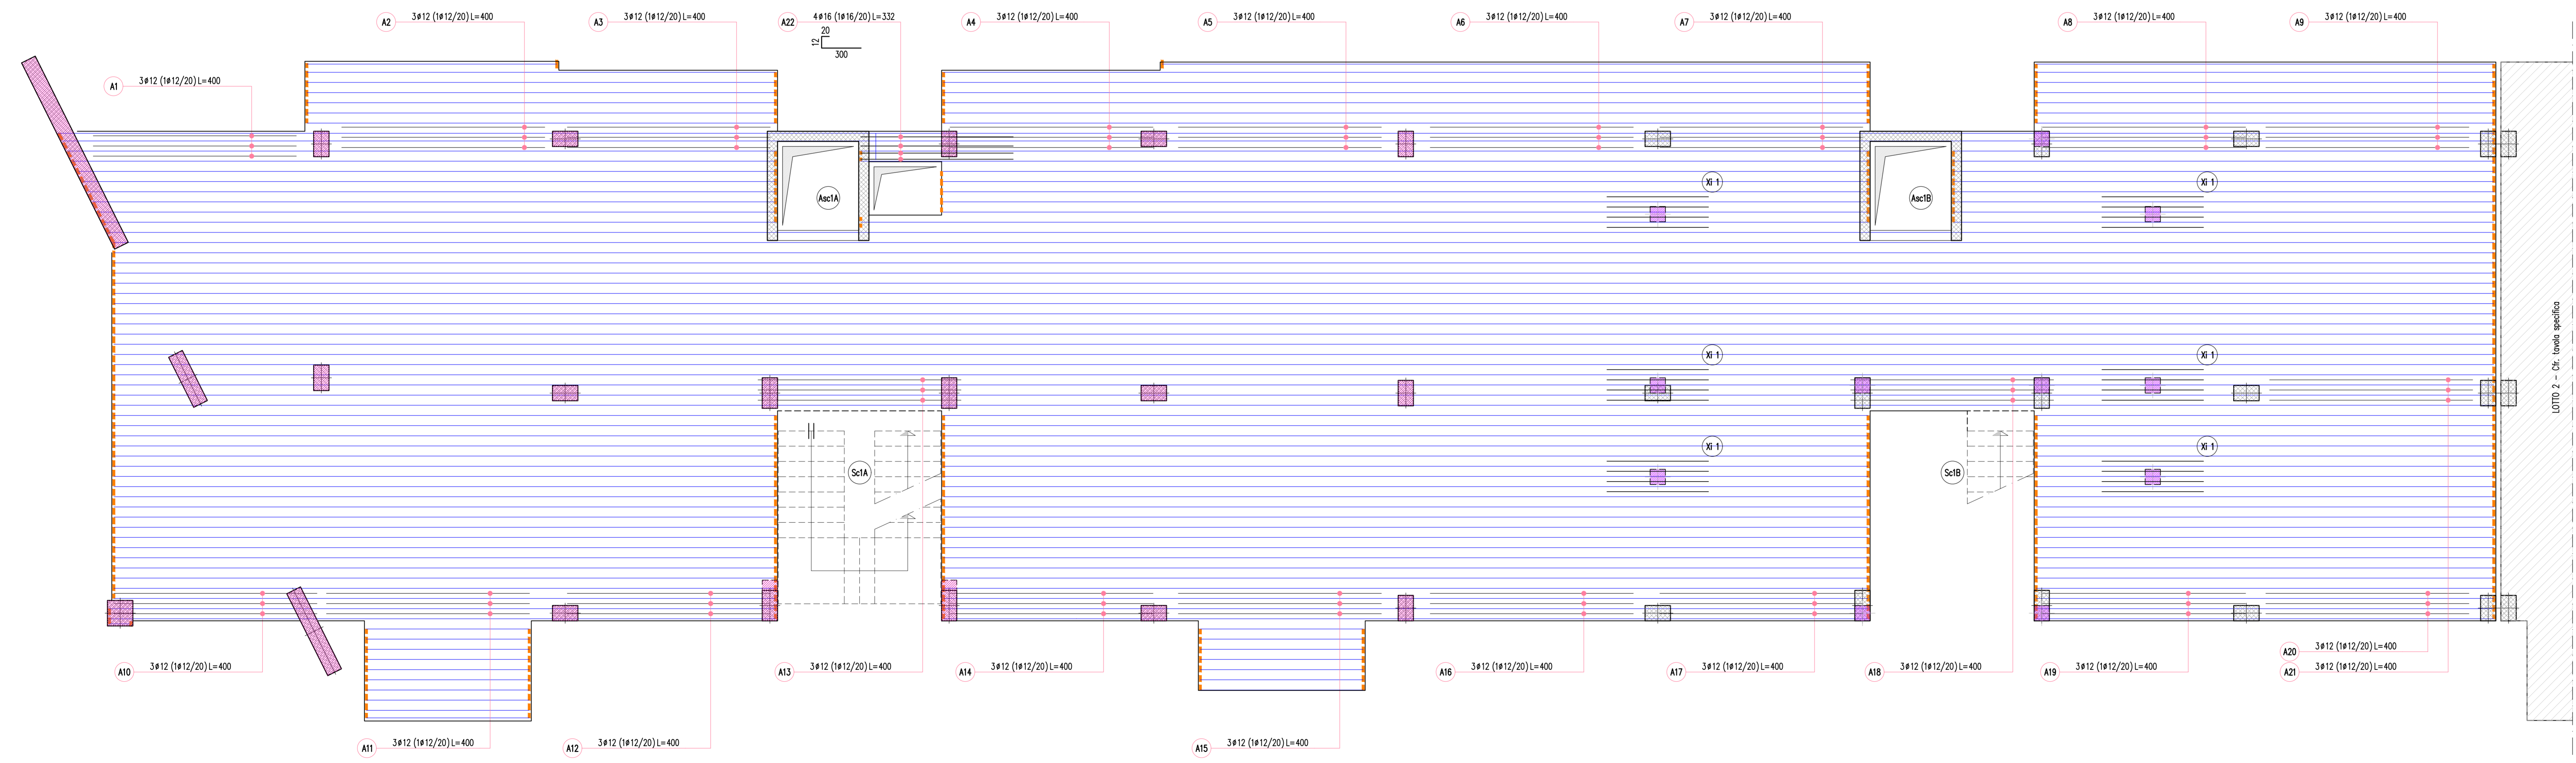 A2 3ø12 (1ø12/20) L=400
A3 3ø12 (1ø12/20) L=400
A22 4ø16 (1ø16/20) L=332
A4 3ø12 (1ø12/20) L=400
A5 3ø12 (1ø12/20) L=400
A6 3ø12 (1ø12/20) L=400
A7 3ø12 (1ø12/20) L=400
A8 3ø12 (1ø12/20) L=400
A9 3ø12 (1ø12/20) L=400
20
12
300
A1 3ø12 (1ø12/20) L=400
Xi 1
Xi 1
Asc1A
Asc1B
Xi 1
Xi 1
LOTTO 2 - Cfr. tavola specifica
Xi 1
Xi 1
Sc1A
Sc1B
A20 3ø12 (1ø12/20) L=400
A10 3ø12 (1ø12/20) L=400
A13 3ø12 (1ø12/20) L=400
A14 3ø12 (1ø12/20) L=400
A16 3ø12 (1ø12/20) L=400
A17 3ø12 (1ø12/20) L=400
A18 3ø12 (1ø12/20) L=400
A19 3ø12 (1ø12/20) L=400
A21 3ø12 (1ø12/20) L=400
A11 3ø12 (1ø12/20) L=400
A12 3ø12 (1ø12/20) L=400
A15 3ø12 (1ø12/20) L=400